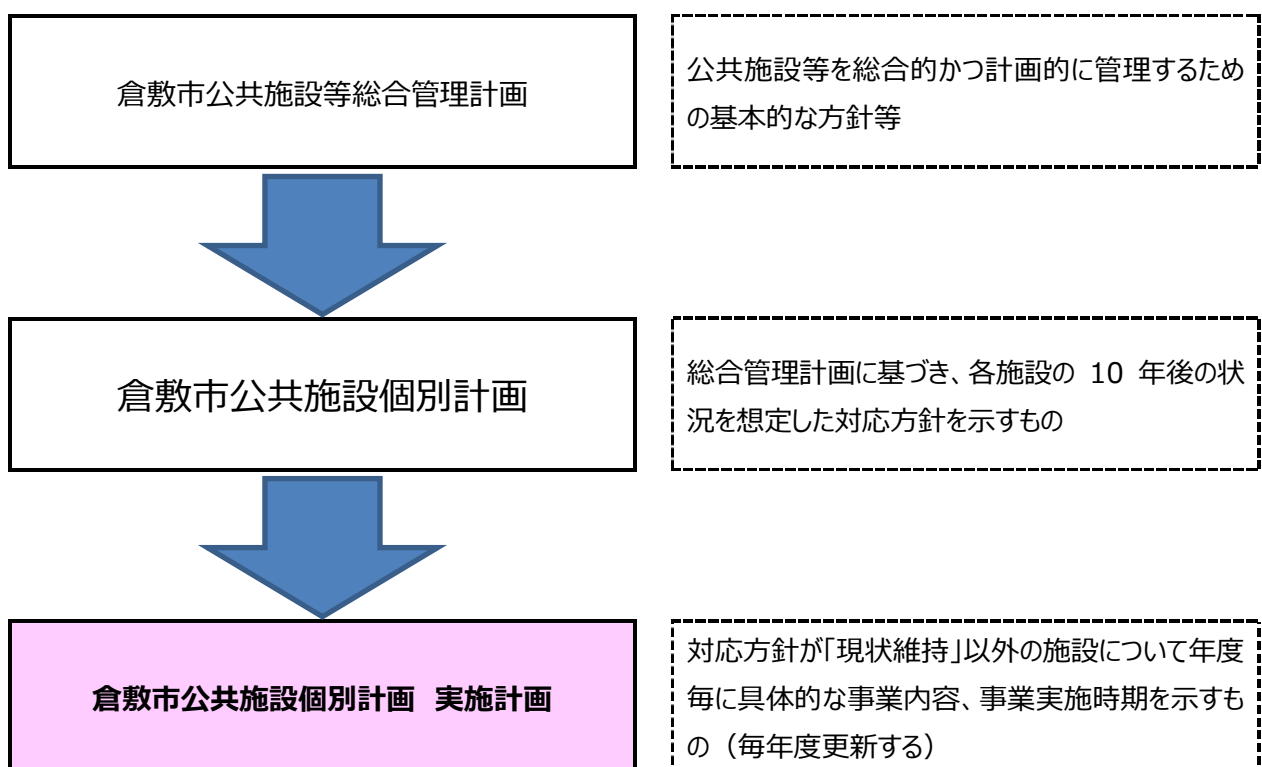 倉敷市公共施設等総合管理計画
公共施設等を総合的かつ計画的に管理するため
の基本的な方針等
倉敷市公共施設個別計画
総合管理計画に基づき、各施設の 10 年後の状
況を想定した対応方針を示すもの
倉敷市公共施設個別計画 実施計画
対応方針が「現状維持」以外の施設について年度
毎に具体的な事業内容、事業実施時期を示すも
の（毎年度更新する）